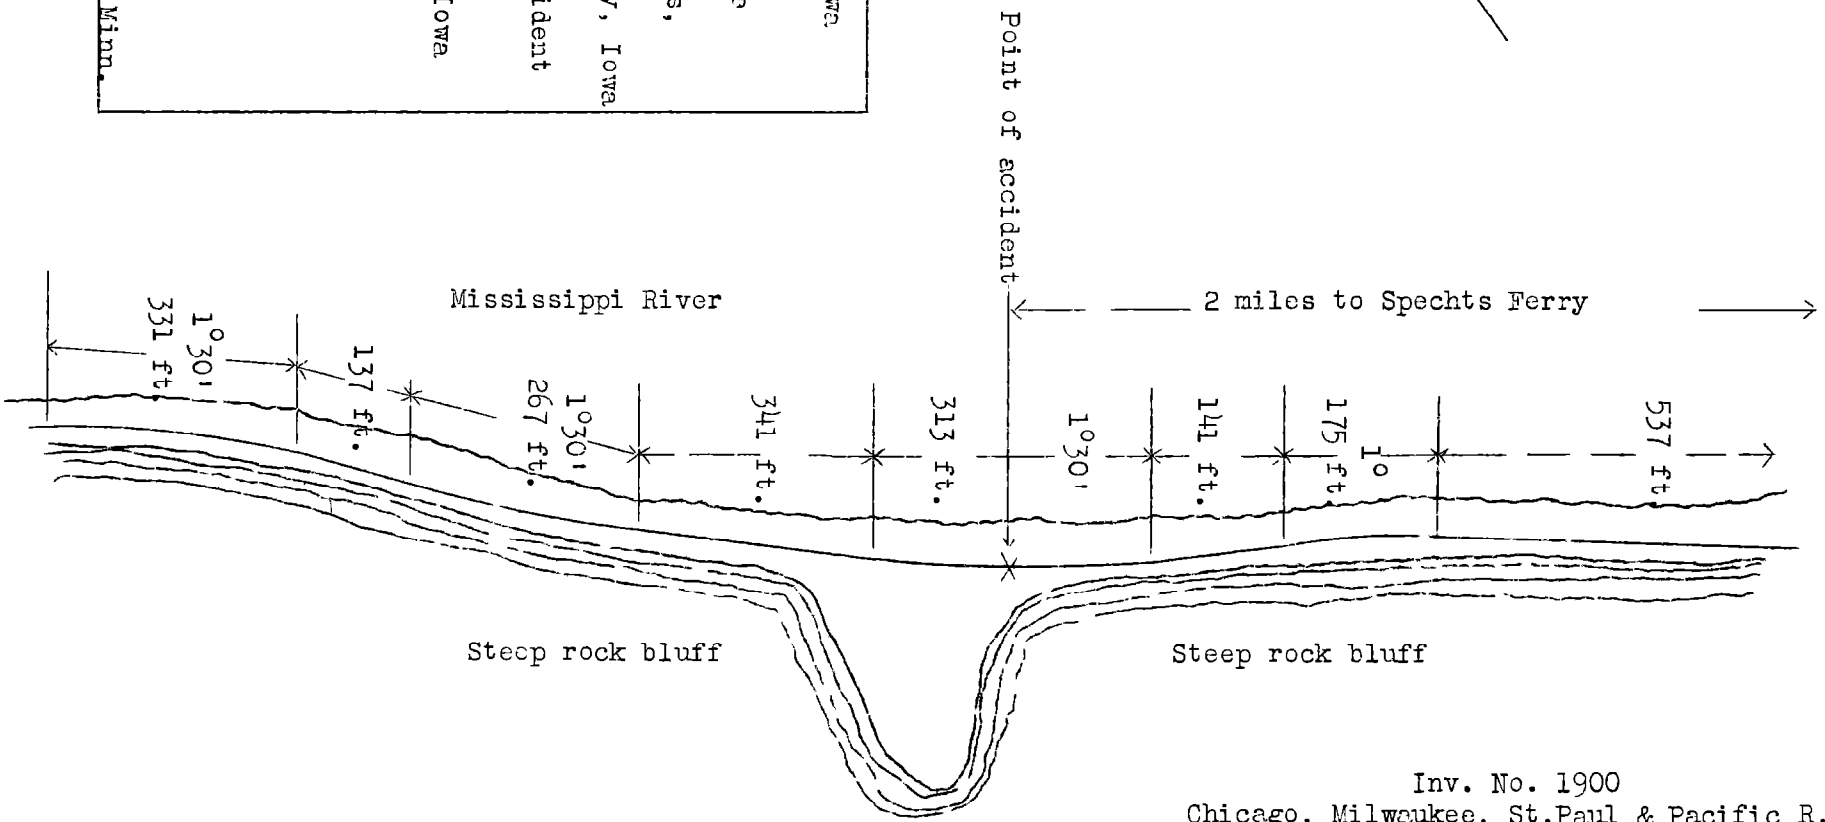 Iowa
, Iowa
ident
Iowa
Minn.
Point of accident
Mississippi River
2 miles to Spechts Ferry
1°30'
331 ft.
137 ft.
1°30'
267 ft.
341 ft.
313 ft.
1°30'
141 ft.
1°
175 ft.
537 ft.
Steep rock bluff
Steep rock bluff
Inv. No. 1900
Chicago, Milwaukee, St.Paul & Pacific R.